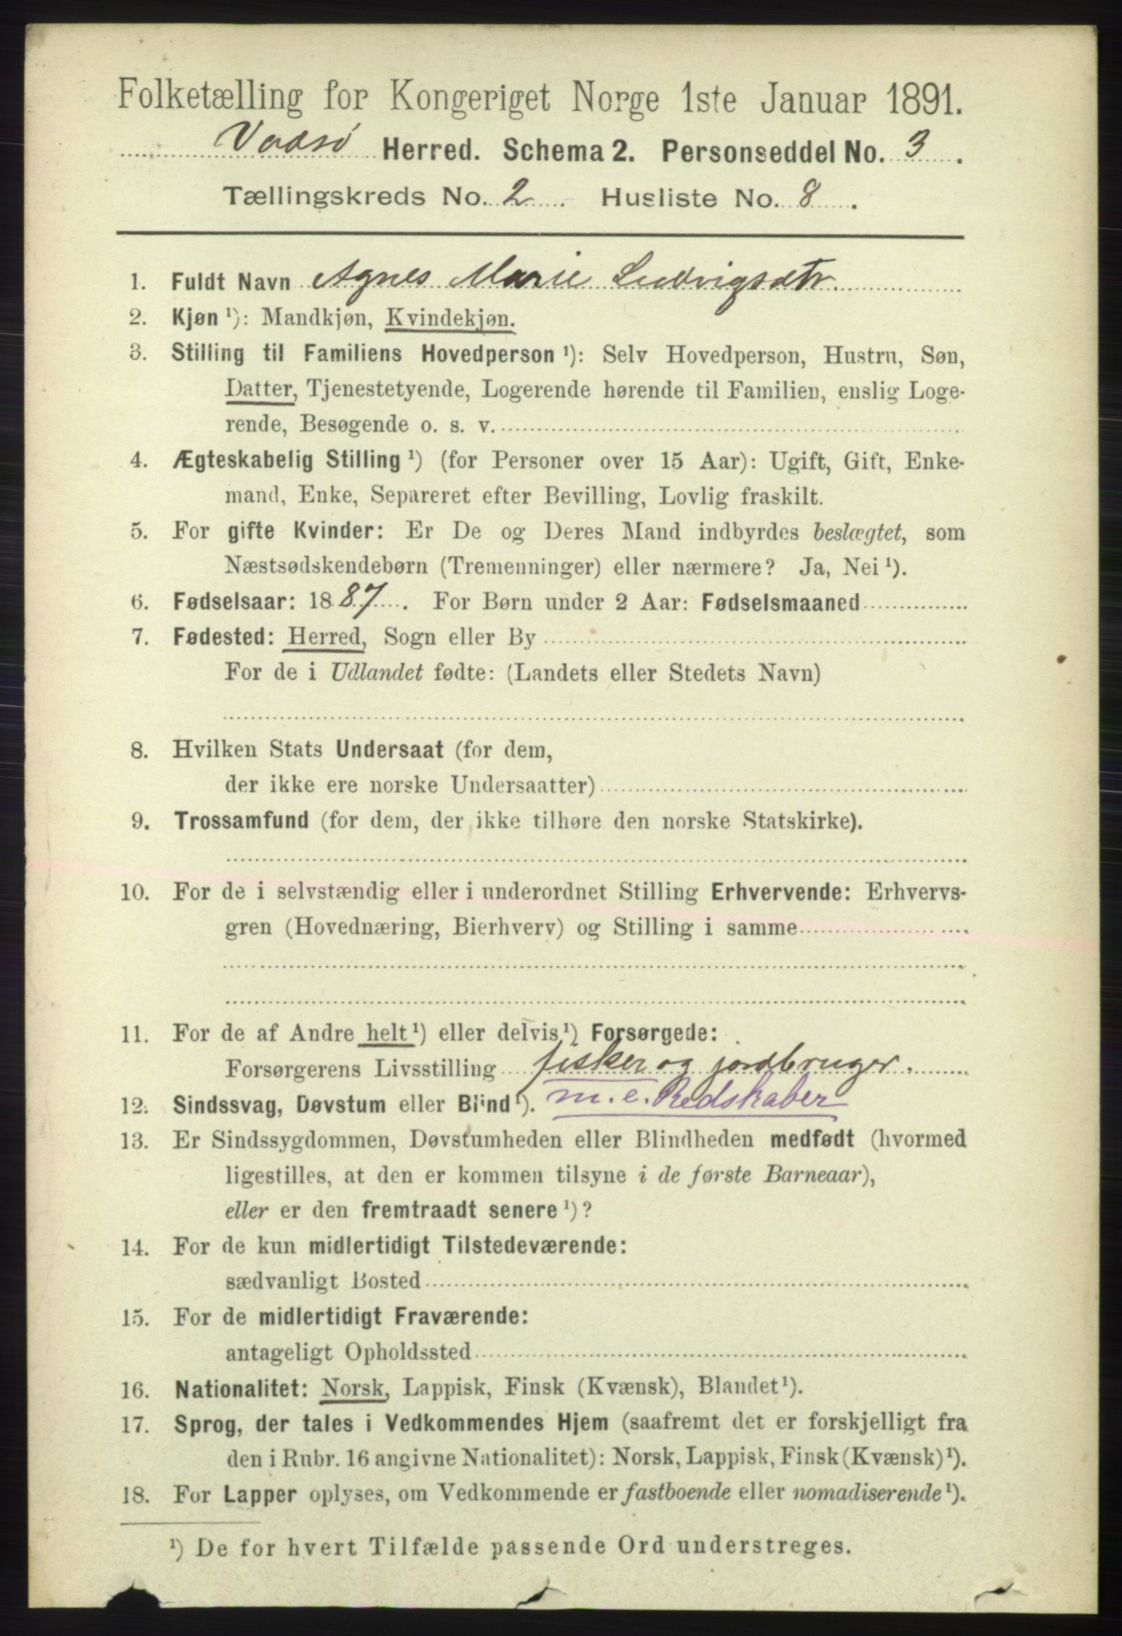 Folketælling for Kongeriget Norge 1ste Januar 1891.
Vadsø Herred. Schema 2. Personseddel No. 3.
Tællingskreds No. 2. Husliste No. 8.
1. Fuldt Navn Agnes Marie Ludvigsdtr.
2. Kjøn ¹): Mandkjøn, Kvindekjøn.
3. Stilling til Familiens Hovedperson ¹): Selv Hovedperson, Hustru, Søn,
Datter, Tjenestetyende, Logerende hørende til Familien, enslig Loge-
rende, Besøgende o. s. v.
4. Ægteskabelig Stilling ¹) (for Personer over 15 Aar): Ugift, Gift, Enke-
mand, Enke, Separeret efter Bevilling, Lovlig fraskilt.
5. For gifte Kvinder: Er De og Deres Mand indbyrdes beslægtet, som
Næstsødskendebørn (Tremenninger) eller nærmere? Ja, Nei ¹).
6. Fødselsaar: 1887. For Børn under 2 Aar: Fødselsmaaned
7. Fødested: Herred, Sogn eller By
For de i Udlandet fødte: (Landets eller Stedets Navn)
8. Hvilken Stats Undersaat (for dem,
der ikke ere norske Undersaatter)
9. Trossamfund (for dem, der ikke tilhøre den norske Statskirke).
10. For de i selvstændig eller i underordnet Stilling Erhvervende: Erhvervs-
gren (Hovednæring, Bierhverv) og Stilling i samme
11. For de af Andre helt ¹) eller delvis ¹) Forsørgede:
Forsørgerens Livsstilling fisker og jordbruger.
12. Sindssvag, Døvstum eller Blind ¹). m. e. Redskaber
13. Er Sindssygdommen, Døvstumheden eller Blindheden medfødt (hvormed
ligestilles, at den er kommen tilsyne i de første Barneaar),
eller er den fremtraadt senere ¹)?
14. For de kun midlertidigt Tilstedeværende:
sædvanligt Bosted
15. For de midlertidigt Fraværende:
antageligt Opholdssted
16. Nationalitet: Norsk, Lappisk, Finsk (Kvænsk), Blandet ¹).
17. Sprog, der tales i Vedkommendes Hjem (saafremt det er forskjelligt fra
den i Rubr. 16 angivne Nationalitet): Norsk, Lappisk, Finsk (Kvænsk) ¹).
18. For Lapper oplyses, om Vedkommende er fastboende eller nomadiserende ¹).
¹) De for hvert Tilfælde passende Ord understreges.